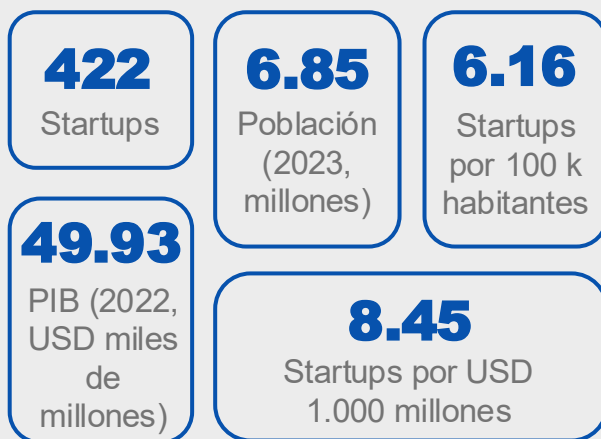 422
Startups
6.85
Población
(2023,
millones)
6.16
Startups
por 100 k
habitantes
49.93
PIB (2022,
USD miles
de
millones)
8.45
Startups por USD
1.000 millones